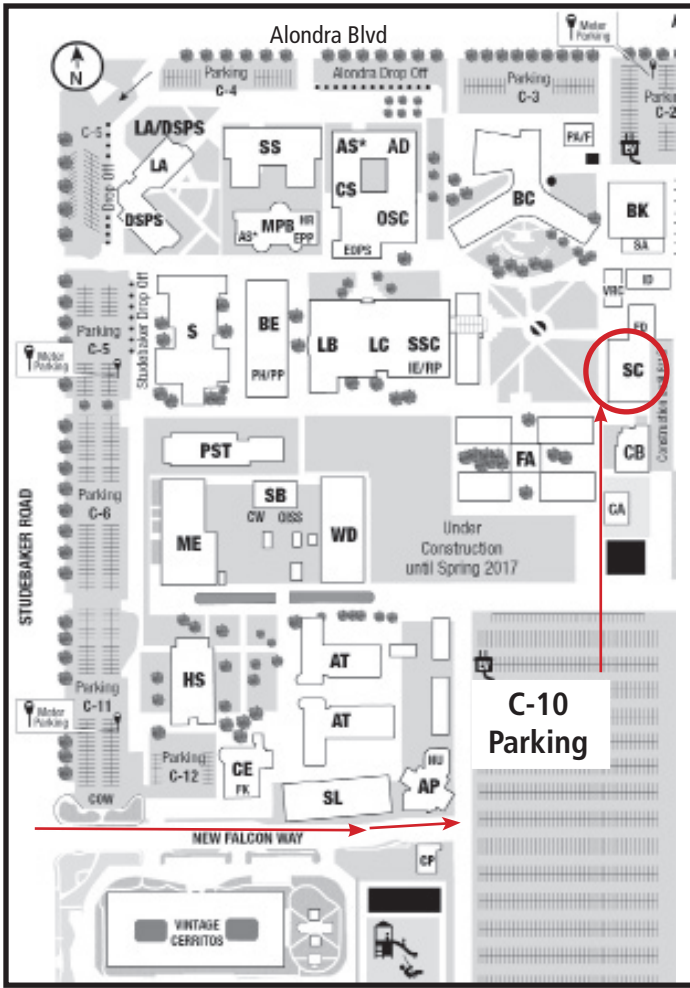 Alondra Blvd
Meter
Parking
N
Parking
C-4
Alondra Drop Off
Parking
C-3
C-2
EV
C-5
Drop Off
LA/DSPS
LA
DSPS
SS
AS*
AD
CS
OSC
EOPS
MPB
HR
EPP
AS*
BC
PA/F
BK
SA
VRC
ID
FO
SC
Studebaker Drop Off
Parking
C-5
Meter
Parking
S
BE
PH/PP
LB
LC
SSC
IE/RP
CB
CA
PST
FA
SB
CW
OISS
ME
WD
Under
Construction
until Spring 2017
Parking
C-6
STUDEBAKER ROAD
HS
AT
AT
EV
C-10
Parking
Parking
C-11
Meter
Parking
Parking
C-12
CE
FK
SL
HU
AP
COW
NEW FALCON WAY
CP
VINTAGE
CERRITOS